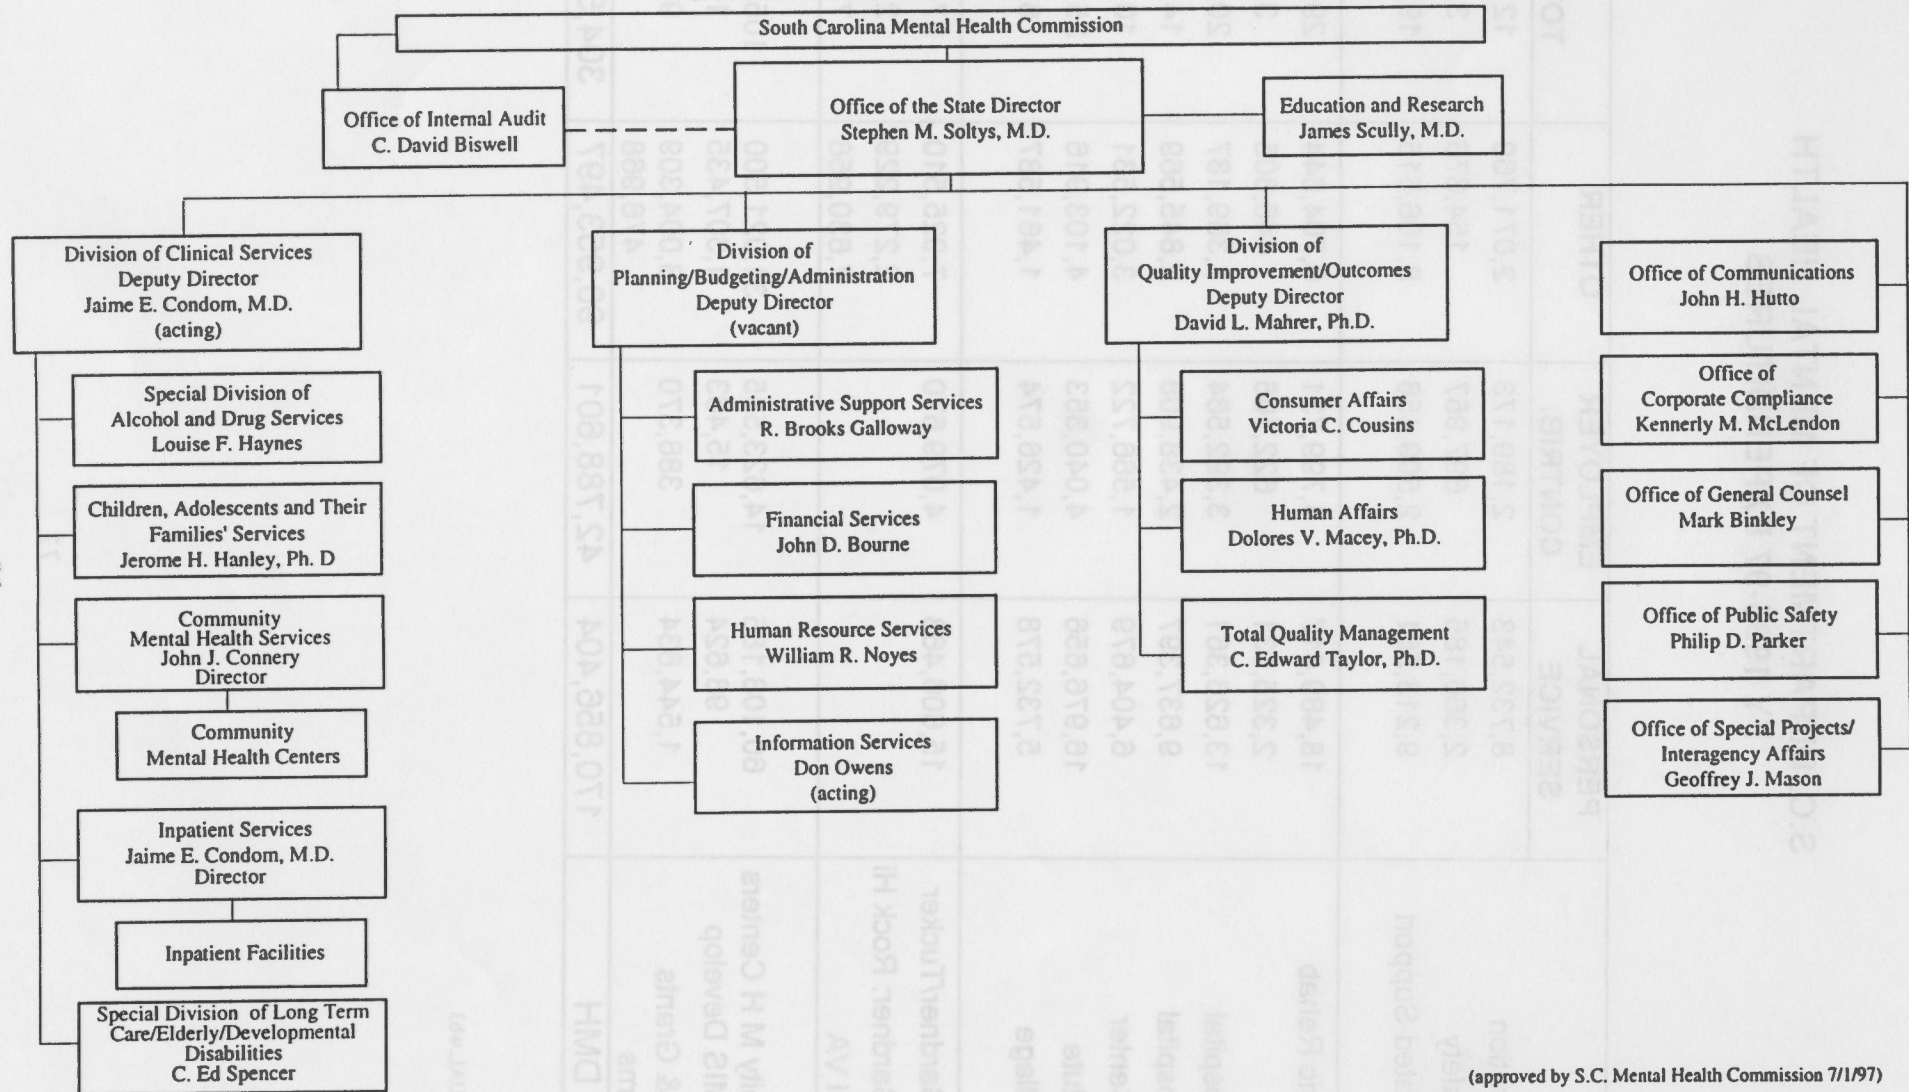 South Carolina Mental Health Commission
Office of Internal Audit
C. David Biswell
Office of the State Director
Stephen M. Soltys, M.D.
Education and Research
James Scully, M.D.
Division of Clinical Services
Deputy Director
Jaime E. Condom, M.D.
(acting)
Special Division of
Alcohol and Drug Services
Louise F. Haynes
Children, Adolescents and Their
Families' Services
Jerome H. Hanley, Ph. D
Community
Mental Health Services
John J. Connery
Director
Community
Mental Health Centers
Inpatient Services
Jaime E. Condom, M.D.
Director
Inpatient Facilities
Special Division of Long Term
Care/Elderly/Developmental
Disabilities
C. Ed Spencer
Division of
Planning/Budgeting/Administration
Deputy Director
(vacant)
Administrative Support Services
R. Brooks Galloway
Financial Services
John D. Bourne
Human Resource Services
William R. Noyes
Information Services
Don Owens
(acting)
Division of
Quality Improvement/Outcomes
Deputy Director
David L. Mahrer, Ph.D.
Consumer Affairs
Victoria C. Cousins
Human Affairs
Dolores V. Macey, Ph.D.
Total Quality Management
C. Edward Taylor, Ph.D.
Office of Communications
John H. Hutto
Office of
Corporate Compliance
Kennerly M. McLendon
Office of General Counsel
Mark Binkley
Office of Public Safety
Philip D. Parker
Office of Special Projects/
Interagency Affairs
Geoffrey J. Mason
(approved by S.C. Mental Health Commission 7/1/97)